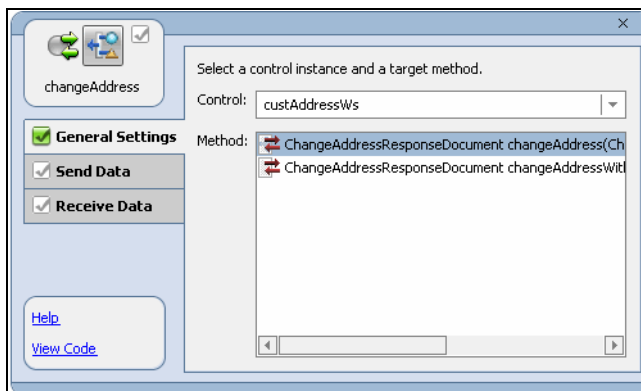 changeAddress
General Settings
Send Data
Receive Data
Help
View Code
Select a control instance and a target method.
Control: custAddressWs
Method: ChangeAddressResponseDocument changeAddress(Ch
ChangeAddressResponseDocument changeAddressWitl